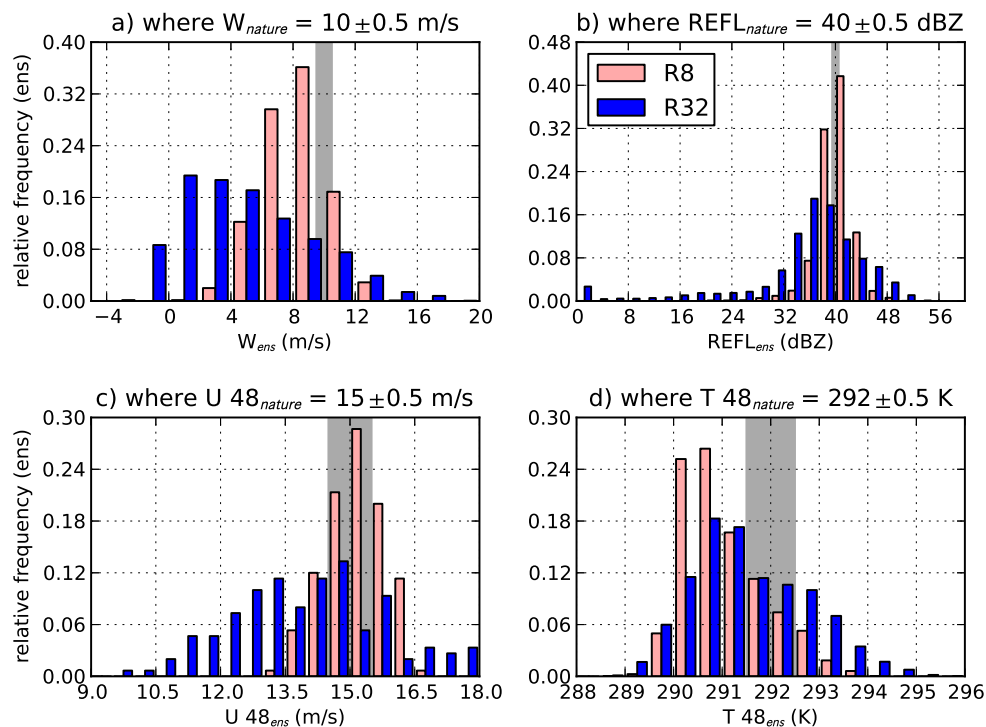 a) where W_nature = 10±0.5 m/s
b) where REFL_nature = 40±0.5 dBZ
relative frequency (ens)
0.40
0.32
0.24
0.16
0.08
0.00
−4 0 4 8 12 16 20
W_ens (m/s)
0.48
0.40
0.32
0.24
0.16
0.08
0.00
R8
R32
0 8 16 24 32 40 48 56
REFL_ens (dBZ)
c) where U 48_nature = 15±0.5 m/s
d) where T 48_nature = 292±0.5 K
relative frequency (ens)
0.30
0.24
0.18
0.12
0.06
0.00
9.0 10.5 12.0 13.5 15.0 16.5 18.0
U 48_ens (m/s)
0.30
0.24
0.18
0.12
0.06
0.00
288 289 290 291 292 293 294 295 296
T 48_ens (K)